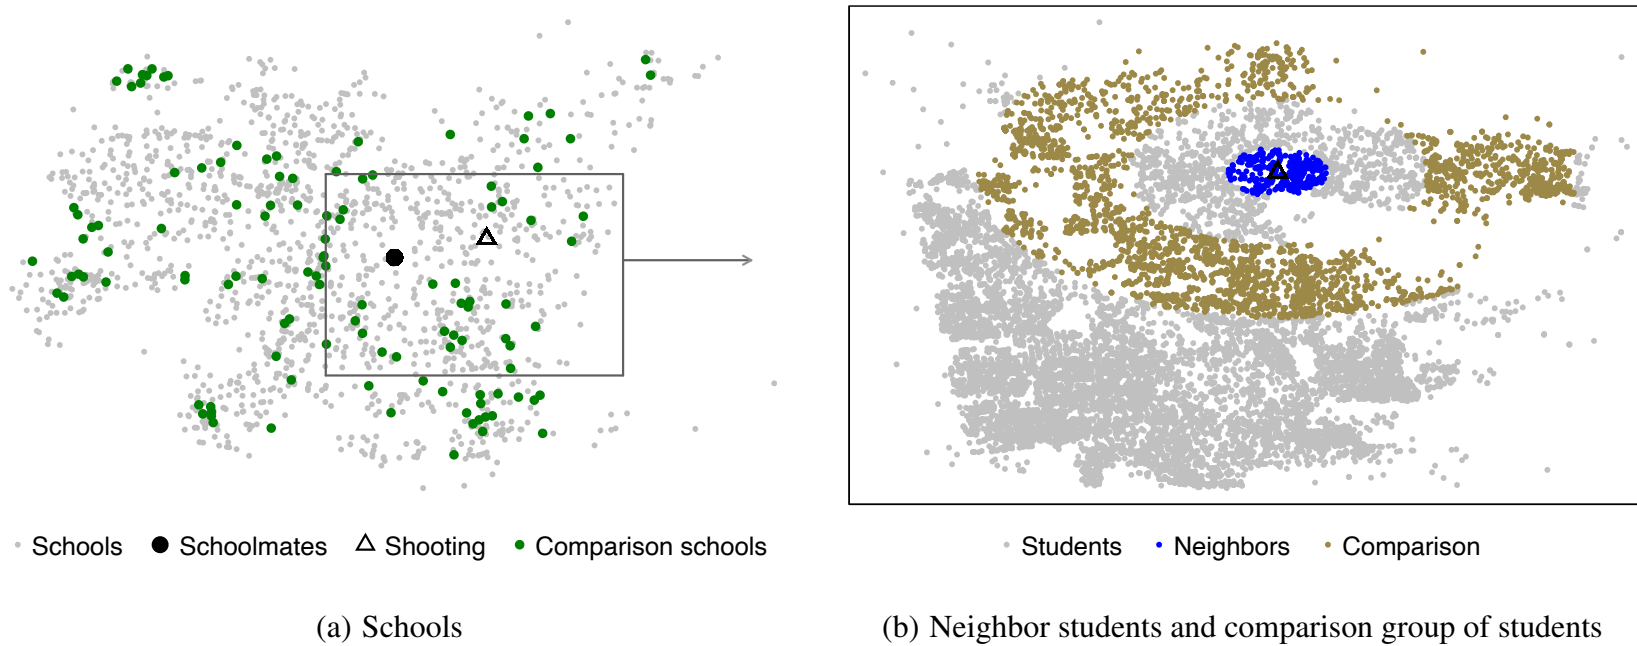 Schools Schoolmates Shooting Comparison schools
Students Neighbors Comparison
(a) Schools
(b) Neighbor students and comparison group of students